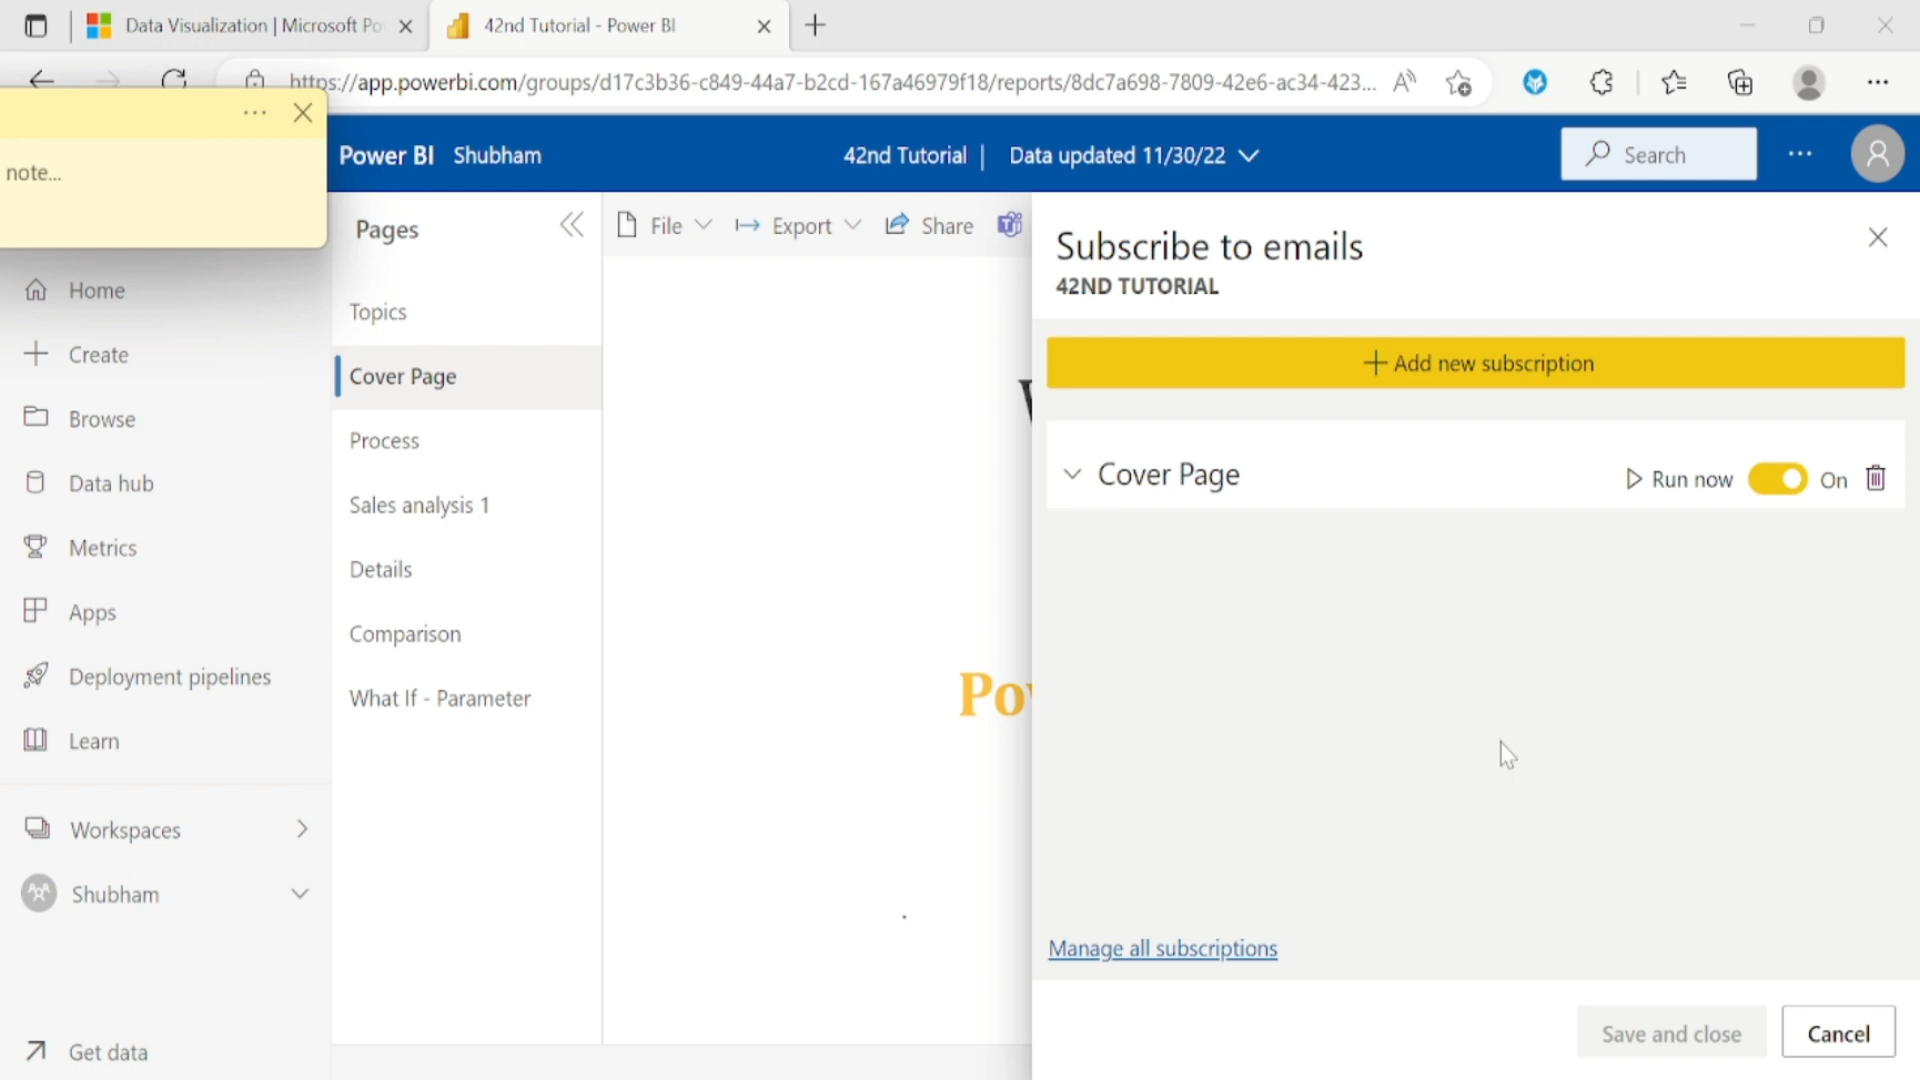 Data Visualization | Microsoft Po
42nd Tutorial - Power BI
https://app.powerbi.com/groups/d17c3b36-c849-44a7-b2cd-167a46979f18/reports/8dc7a698-7809-42e6-ac34-423...
note...
Power BI Shubham
42nd Tutorial | Data updated 11/30/22
Search
Pages
File
Export
Share
Home
Create
Browse
Data hub
Metrics
Apps
Deployment pipelines
Learn
Workspaces
Shubham
Get data
Topics
Cover Page
Process
Sales analysis 1
Details
Comparison
What If - Parameter
Subscribe to emails
42ND TUTORIAL
Add new subscription
Cover Page
Run now
On
Manage all subscriptions
Save and close
Cancel